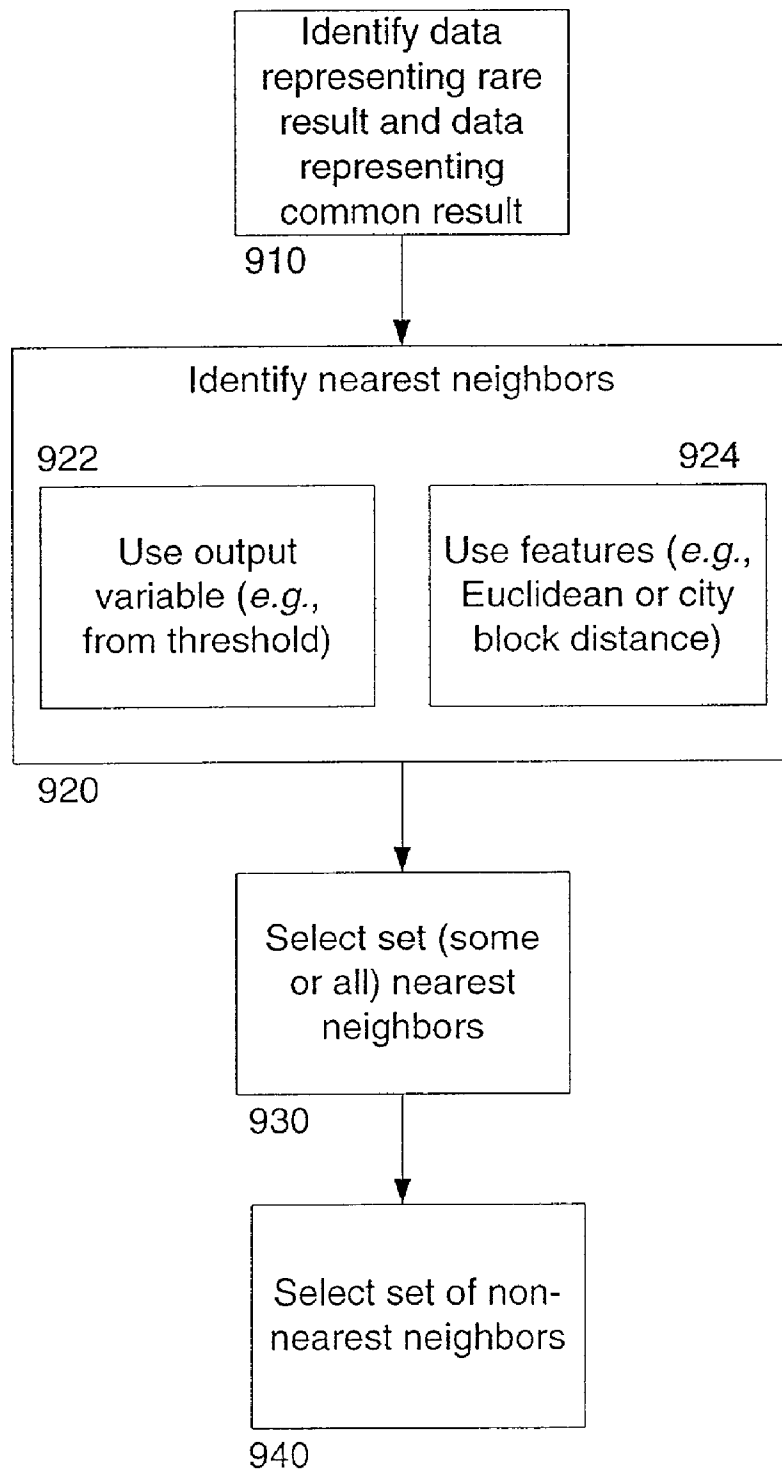 Identify data
representing rare
result and data
representing
common result
910
Identify nearest neighbors
922
924
Use output
variable (e.g.,
from threshold)
Use features (e.g.,
Euclidean or city
block distance)
920
Select set (some
or all) nearest
neighbors
930
Select set of non-
nearest neighbors
940